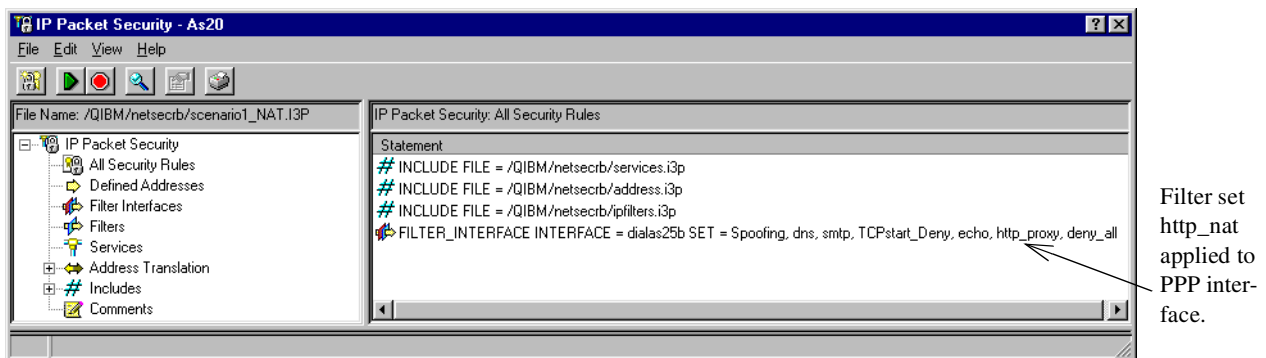 IP Packet Security - As20
File Edit View Help
File Name: /QIBM/netsecrb/scenario1_NAT.I3P
IP Packet Security
All Security Rules
Defined Addresses
Filter Interfaces
Filters
Services
Address Translation
Includes
Comments
IP Packet Security: All Security Rules
Statement
# INCLUDE FILE = /QIBM/netsecrb/services.i3p
# INCLUDE FILE = /QIBM/netsecrb/address.i3p
# INCLUDE FILE = /QIBM/netsecrb/ipfilters.i3p
FILTER_INTERFACE INTERFACE = dialas25b SET = Spoofing, dns, smtp, TCPstart_Deny, echo, http_proxy, deny_all
Filter set
http_nat
applied to
PPP inter-
face.